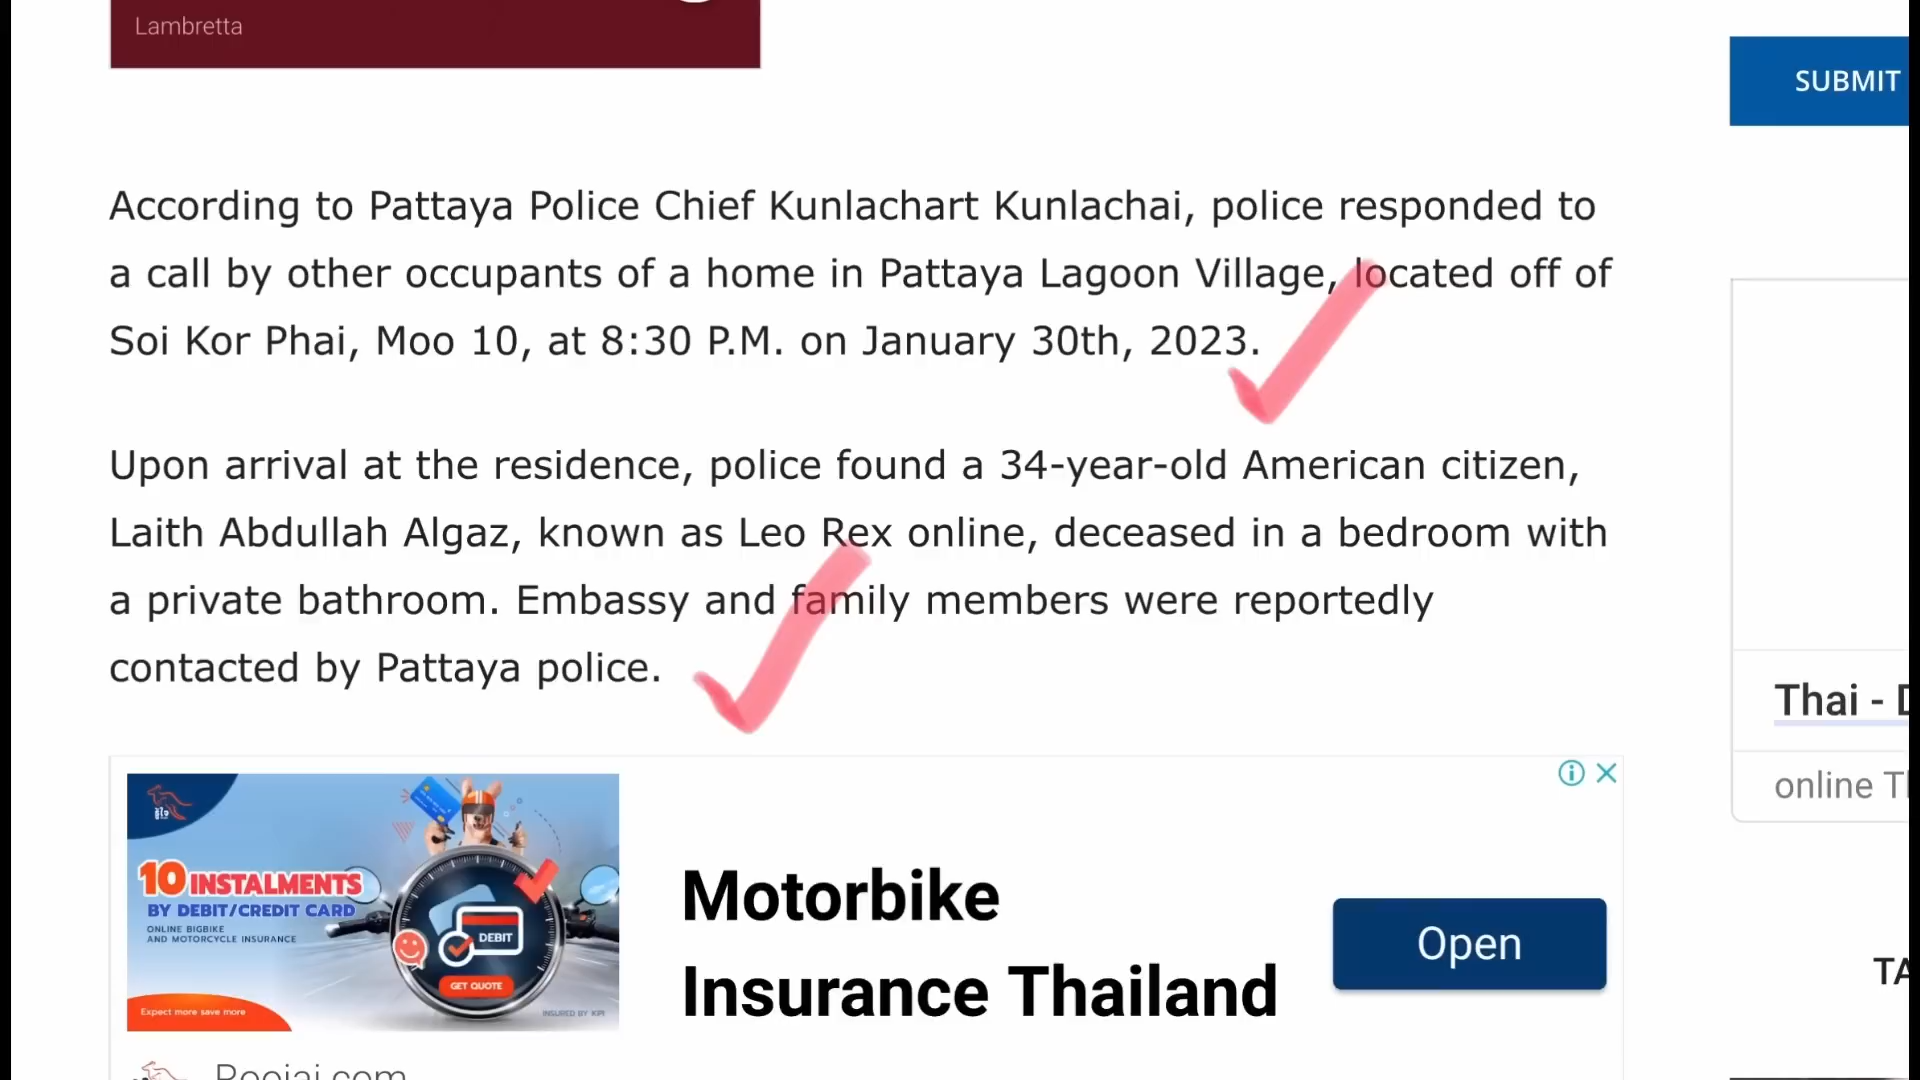 Lambretta
SUBMIT
According to Pattaya Police Chief Kunlachart Kunlachai, police responded to
a call by other occupants of a home in Pattaya Lagoon Village, located off of
Soi Kor Phai, Moo 10, at 8:30 P.M. on January 30th, 2023.
Upon arrival at the residence, police found a 34-year-old American citizen,
Laith Abdullah Algaz, known as Leo Rex online, deceased in a bedroom with
a private bathroom. Embassy and family members were reportedly
contacted by Pattaya police.
Thai -
online
10 INSTALMENTS
BY DEBIT/CREDIT CARD
ONLINE BIGBIKE
AND MOTORCYCLE INSURANCE
DEBIT
GET QUOTE
Expect more save more
INSURED BY KPI
Motorbike
Insurance Thailand
Open
Roojai.com